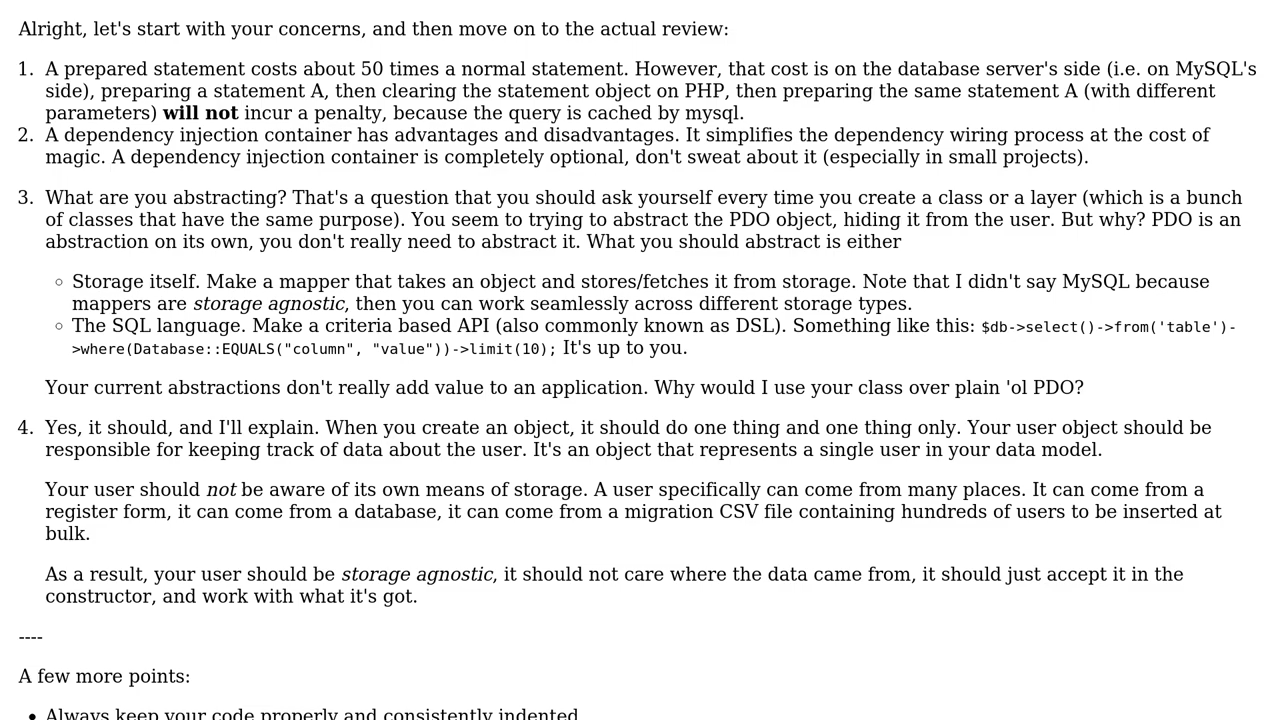 Alright, let's start with your concerns, and then move on to the actual review:
1. A prepared statement costs about 50 times a normal statement. However, that cost is on the database server's side (i.e. on MySQL's
side), preparing a statement A, then clearing the statement object on PHP, then preparing the same statement A (with different
parameters) will not incur a penalty, because the query is cached by mysql.
2. A dependency injection container has advantages and disadvantages. It simplifies the dependency wiring process at the cost of
magic. A dependency injection container is completely optional, don't sweat about it (especially in small projects).
3. What are you abstracting? That's a question that you should ask yourself every time you create a class or a layer (which is a bunch
of classes that have the same purpose). You seem to trying to abstract the PDO object, hiding it from the user. But why? PDO is an
abstraction on its own, you don't really need to abstract it. What you should abstract is either
◦ Storage itself. Make a mapper that takes an object and stores/fetches it from storage. Note that I didn't say MySQL because
mappers are storage agnostic, then you can work seamlessly across different storage types.
◦ The SQL language. Make a criteria based API (also commonly known as DSL). Something like this: $db->select()->from('table')-
>where(Database::EQUALS("column", "value"))->limit(10); It's up to you.
Your current abstractions don't really add value to an application. Why would I use your class over plain 'ol PDO?
4. Yes, it should, and I'll explain. When you create an object, it should do one thing and one thing only. Your user object should be
responsible for keeping track of data about the user. It's an object that represents a single user in your data model.
Your user should not be aware of its own means of storage. A user specifically can come from many places. It can come from a
register form, it can come from a database, it can come from a migration CSV file containing hundreds of users to be inserted at
bulk.
As a result, your user should be storage agnostic, it should not care where the data came from, it should just accept it in the
constructor, and work with what it's got.
----
A few more points:
• Always keep your code properly and consistently indented